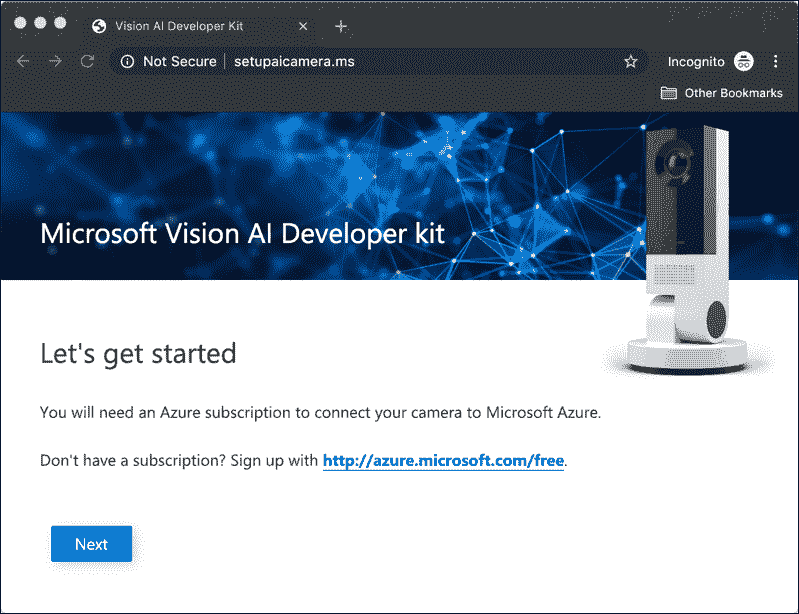 Vision AI Developer Kit
Not Secure | setupaicamera.ms
Incognito
Other Bookmarks
Microsoft Vision AI Developer kit
Let's get started
You will need an Azure subscription to connect your camera to Microsoft Azure.
Don't have a subscription? Sign up with http://azure.microsoft.com/free.
Next